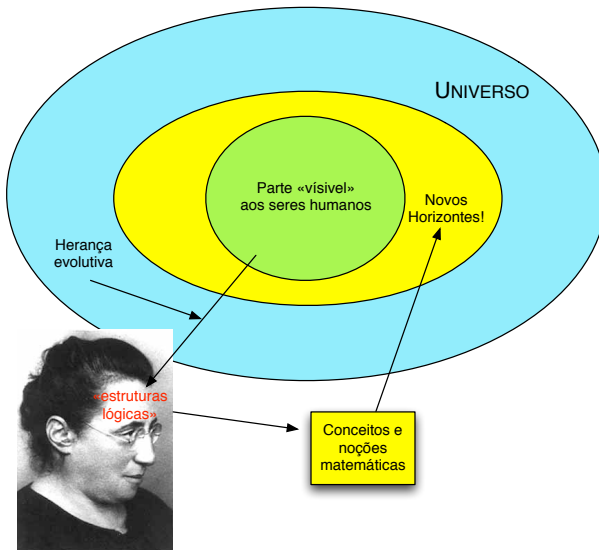 UNIVERSO
Parte «vísivel»
aos seres humanos
Novos
Horizontes!
Herança
evolutiva
«estruturas
lógicas»
Conceitos e
noções
matemáticas